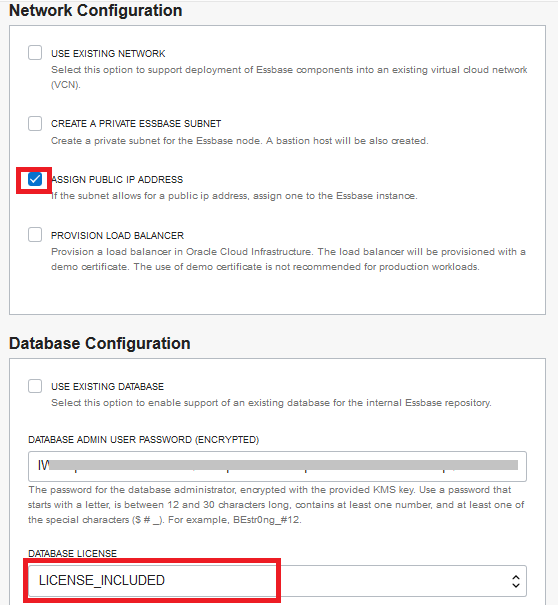 Network Configuration
USE EXISTING NETWORK
Select this option to support deployment of Essbase components into an existing virtual cloud network
(VCN).
CREATE A PRIVATE ESSBASE SUBNET
Create a private subnet for the Essbase node. A bastion host will be also created.
ASSIGN PUBLIC IP ADDRESS
If the subnet allows for a public ip address, assign one to the Essbase instance.
PROVISION LOAD BALANCER
Provision a load balancer in Oracle Cloud Infrastructure. The load balancer will be provisioned with a
demo certificate. The use of demo certificate is not recommended for production workloads.
Database Configuration
USE EXISTING DATABASE
Select this option to enable support of an existing database for the internal Essbase repository.
DATABASE ADMIN USER PASSWORD (ENCRYPTED)
The password for the database administrator, encrypted with the provided KMS key. Use a password that
starts with a letter, is between 12 and 30 characters long, contains at least one number, and at least one of
the special characters ($ # _). For example, BEstr0ng_#12.
DATABASE LICENSE
LICENSE_INCLUDED